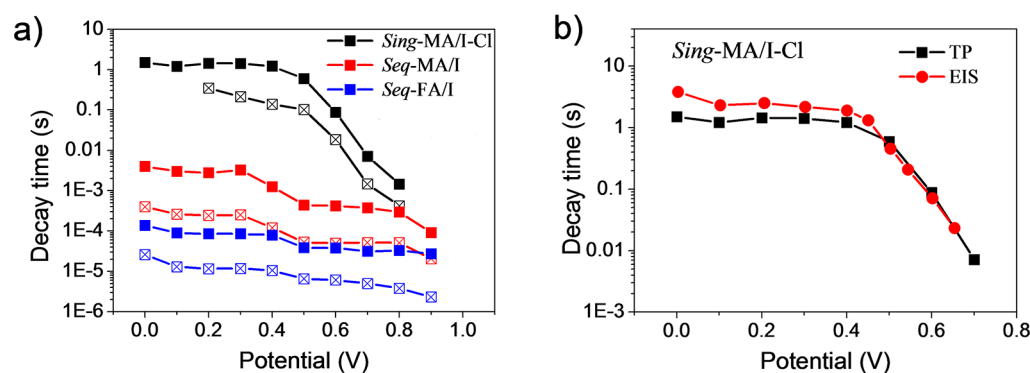 a)
Sing-MA/I-Cl
Seq-MA/I
Seq-FA/I
10
1
0.1
0.01
1E-3
1E-4
1E-5
1E-6
Decay time (s)
0.0 0.2 0.4 0.6 0.8 1.0
Potential (V)
b)
Sing-MA/I-Cl
TP
EIS
10
1
0.1
0.01
1E-3
Decay time (s)
0.0 0.2 0.4 0.6 0.8
Potential (V)